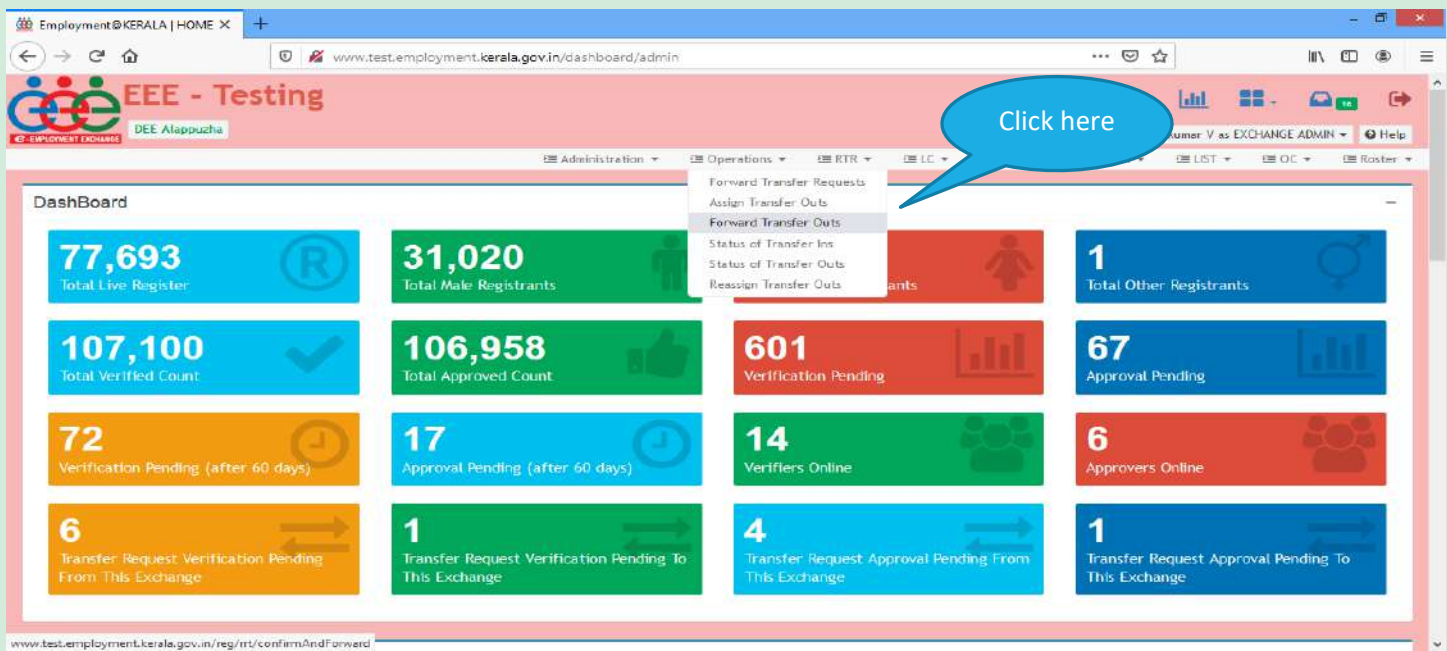 Employment@KERALA | HOME
www.test.employment.kerala.gov.in/dashboard/admin
EEE - Testing
e-EMPLOYMENT EXCHANGE
DEE Alappuzha
Click here
16
kumar V as EXCHANGE ADMIN
Help
Administration
Operations
RTR
LC
LIST
OC
Roster
Forward Transfer Requests
Assign Transfer Outs
Forward Transfer Outs
Status of Transfer Ins
Status of Transfer Outs
Reassign Transfer Outs
DashBoard
77,693
Total Live Register
R
31,020
Total Male Registrants
ants
1
Total Other Registrants
107,100
Total Verified Count
106,958
Total Approved Count
601
Verification Pending
67
Approval Pending
72
Verification Pending (after 60 days)
17
Approval Pending (after 60 days)
14
Verifiers Online
6
Approvers Online
6
Transfer Request Verification Pending
From This Exchange
1
Transfer Request Verification Pending To
This Exchange
4
Transfer Request Approval Pending From
This Exchange
1
Transfer Request Approval Pending To
This Exchange
www.test.employment.kerala.gov.in/reg/rrt/confirmAndForward